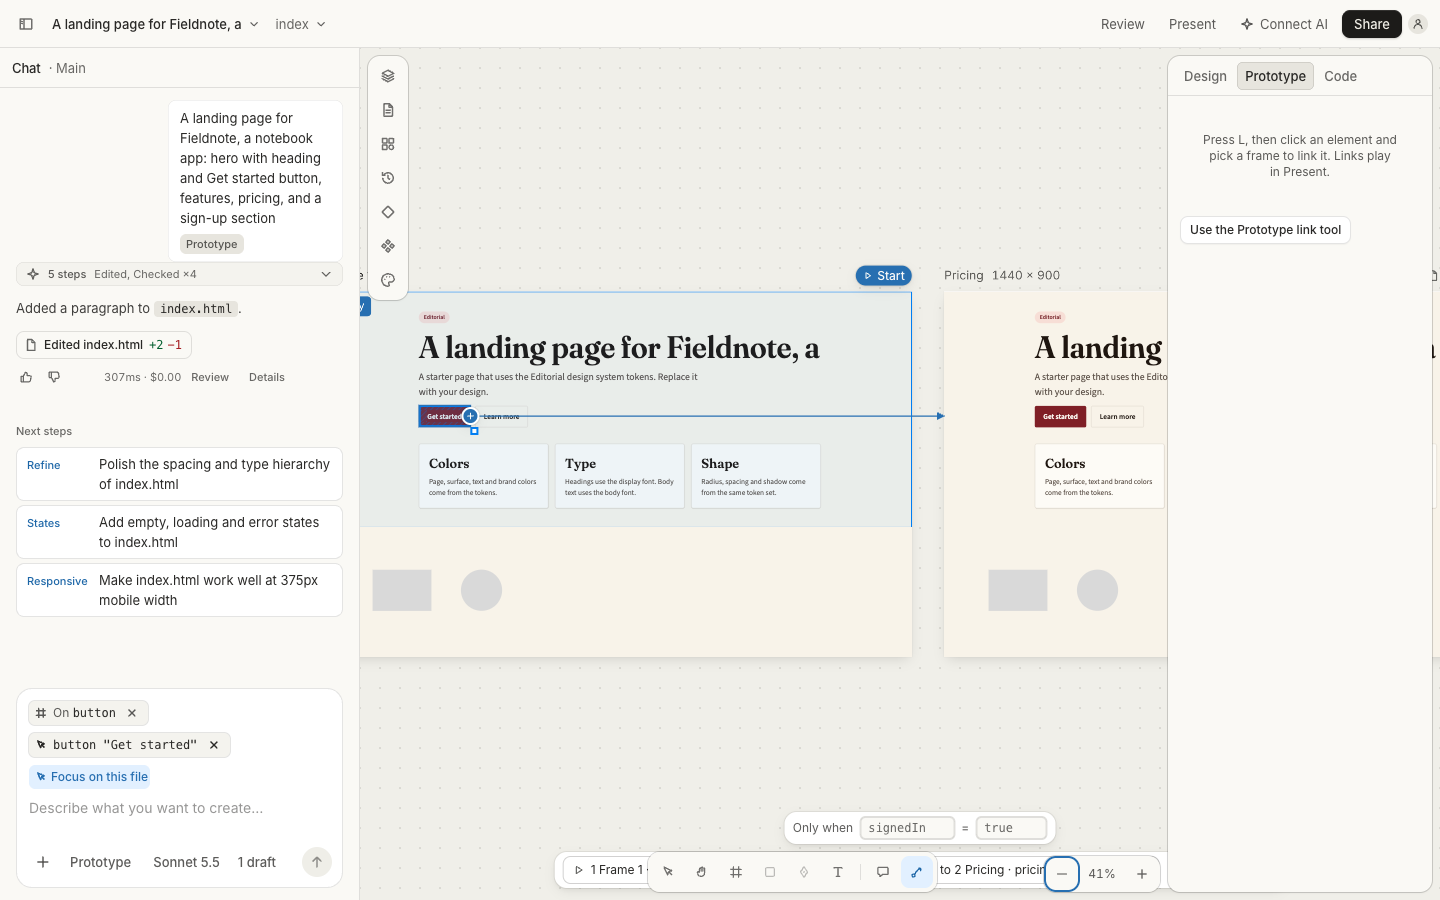 A landing page for Fieldnote, a
index
Review
Present
Connect AI
Share
Chat · Main
A landing page for
Fieldnote, a notebook
app: hero with heading
and Get started button,
features, pricing, and a
sign-up section
Prototype
5 steps Edited, Checked ×4
Added a paragraph to index.html.
Edited index.html +2 −1
307ms · $0.00 Review Details
Next steps
Refine Polish the spacing and type hierarchy
of index.html
States Add empty, loading and error states
to index.html
Responsive Make index.html work well at 375px
mobile width
On button
button "Get started"
Focus on this file
Describe what you want to create...
Prototype Sonnet 5.5 1 draft
Start
Editorial
A landing page for Fieldnote, a
A starter page that uses the Editorial design system tokens. Replace it
with your design.
Get started
Learn more
Colors
Page, surface, text and brand colors
come from the tokens.
Type
Headings use the display font. Body
text uses the body font.
Shape
Radius, spacing and shadow come
from the same token set.
Pricing 1440 × 900
Editorial
A landing
A starter page that uses the Edito
with your design.
Get started
Learn more
Colors
Page, surface, text and brand colors
come from the tokens.
Only when signedIn = true
1 Frame 1
to 2 Pricing · pricin
41%
Design Prototype Code
Press L, then click an element and
pick a frame to link it. Links play
in Present.
Use the Prototype link tool